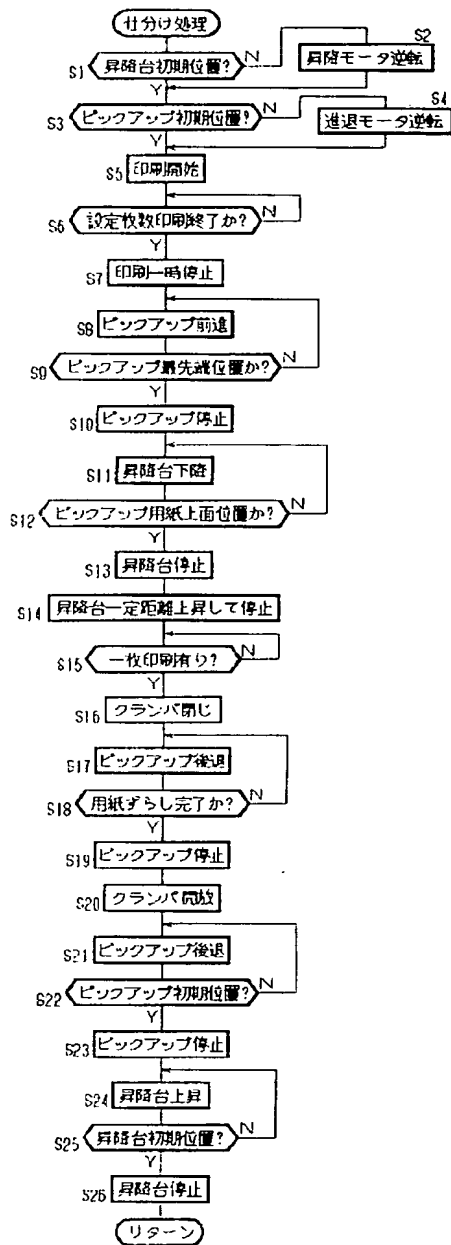 仕分け処理
S1 昇降台初期位置? N
S2 昇降モータ逆転
Y
S3 ピックアップ初期位置? N
S4 進退モータ逆転
Y
S5 印刷開始
S6 設定枚数印刷終了か? N
Y
S7 印刷一時停止
S8 ピックアップ前進
S9 ピックアップ最先端位置か? N
Y
S10 ピックアップ停止
S11 昇降台下降
S12 ピックアップ用紙上面位置か? N
Y
S13 昇降台停止
S14 昇降台一定距離上昇して停止
S15 一枚印刷有り? N
Y
S16 クランパ閉じ
S17 ピックアップ後退
S18 用紙ずらし完了か? N
Y
S19 ピックアップ停止
S20 クランパ開放
S21 ピックアップ後退
S22 ピックアップ初期位置? N
Y
S23 ピックアップ停止
S24 昇降台上昇
S25 昇降台初期位置? N
Y
S26 昇降台停止
リターン